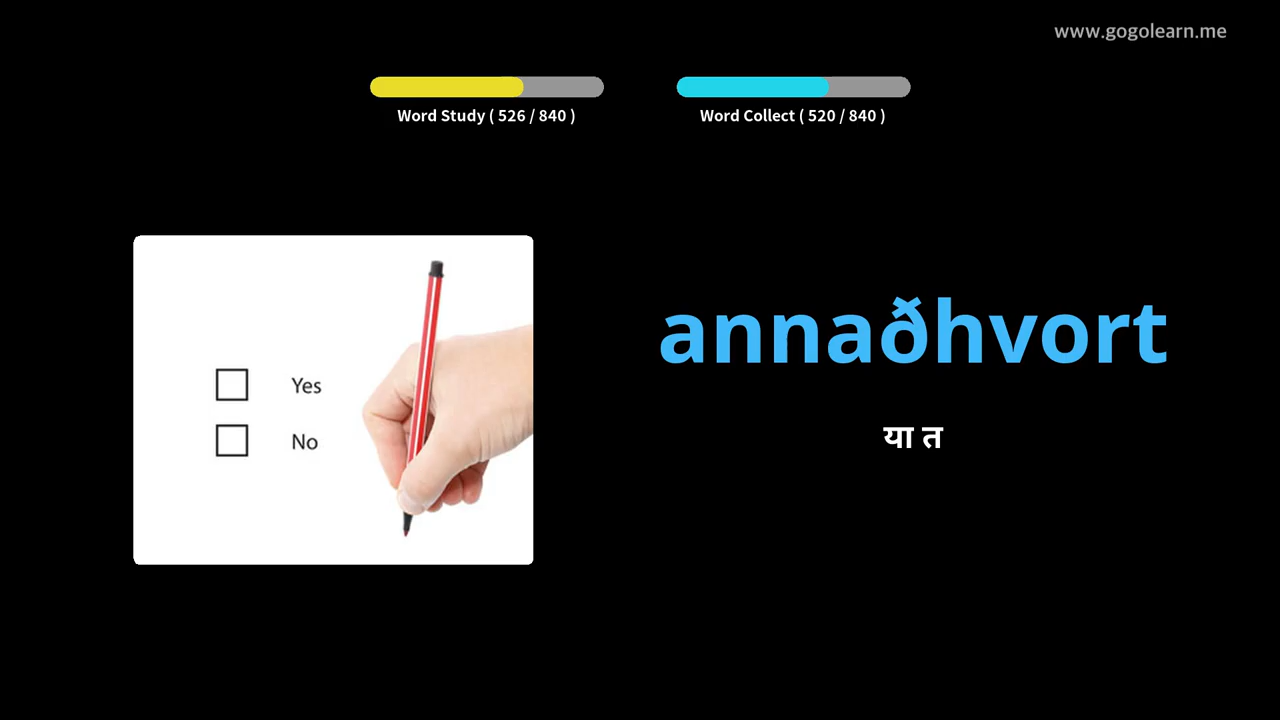 www.gogolearn.me
Word Study ( 526 / 840 )
Word Collect ( 520 / 840 )
Yes
No
annaðhvort
या त